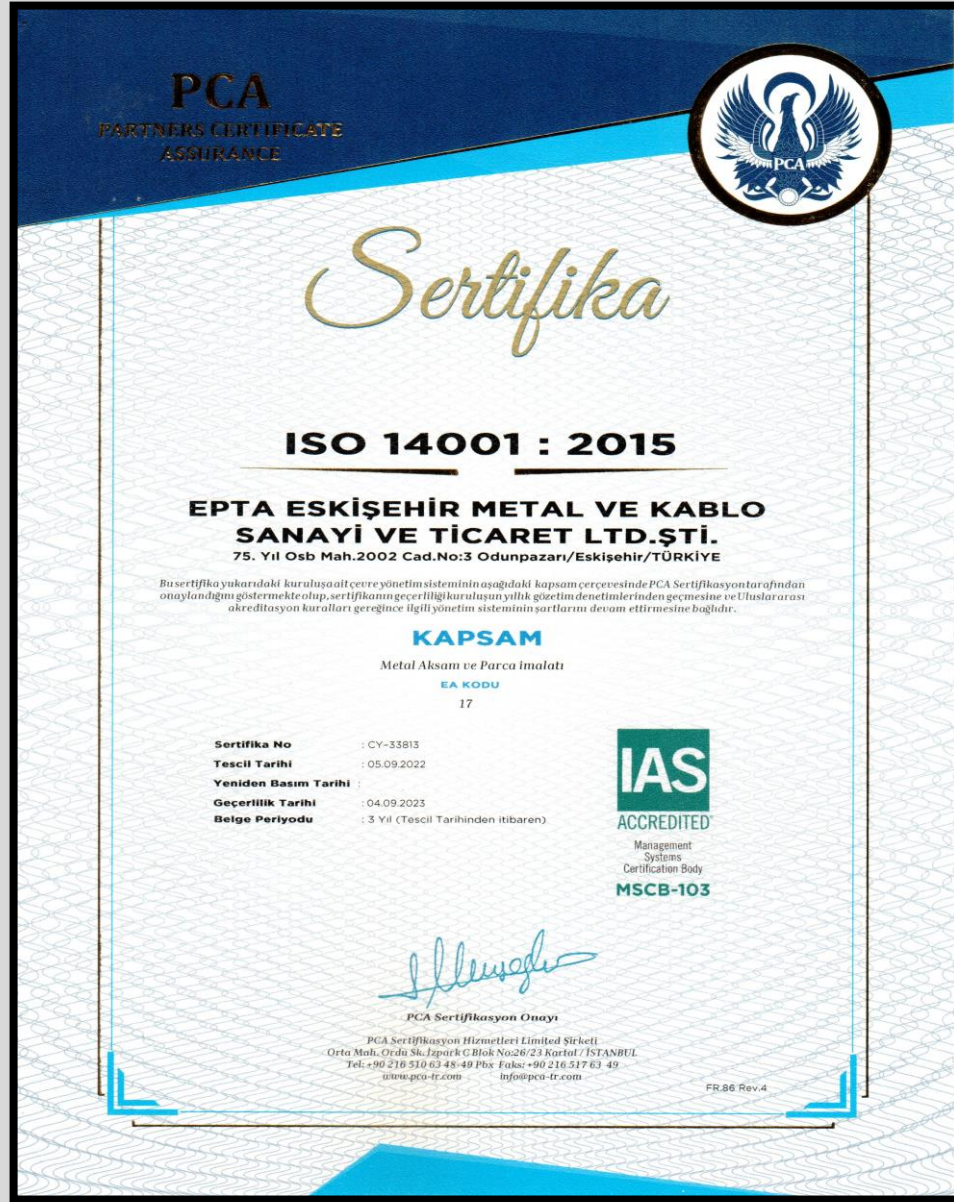 PCA
PARTNERS CERTIFICATE
ASSURANCE
PCA
Sertifika
ISO 14001 : 2015
EPTA ESKİŞEHİR METAL VE KABLO
SANAYİ VE TİCARET LTD.ŞTİ.
75. Yıl Osb Mah.2002 Cad.No:3 Odunpazarı/Eskişehir/TÜRKİYE
Bu sertifika yukarıdaki kuruluşa ait çevre yönetim sisteminin aşağıdaki kapsam çerçevesinde PCA Sertifikasyon tarafından
onaylandığını göstermekte olup, sertifikanın geçerliliği kuruluşun yıllık gözetim denetimlerinden geçmesine ve Uluslararası
akreditasyon kuralları gereğince ilgili yönetim sisteminin şartlarını devam ettirmesine bağlıdır.
KAPSAM
Metal Aksam ve Parca imalatı
EA KODU
17
Sertifika No : CY-33813
Tescil Tarihi : 05.09.2022
Yeniden Basım Tarihi :
Geçerlilik Tarihi : 04.09.2023
Belge Periyodu : 3 Yıl (Tescil Tarihinden itibaren)
IAS
ACCREDITED
Management
Systems
Certification Body
MSCB-103
PCA Sertifikasyon Onayı
PCA Sertifikasyon Hizmetleri Limited Şirketi
Orta Mah. Ordu Sk. İzpark C Blok No:26/23 Kartal / İSTANBUL
Tel: +90 216 510 63 48-49 Pbx Faks: +90 216 517 63 49
www.pca-tr.com info@pca-tr.com
FR.86 Rev.4